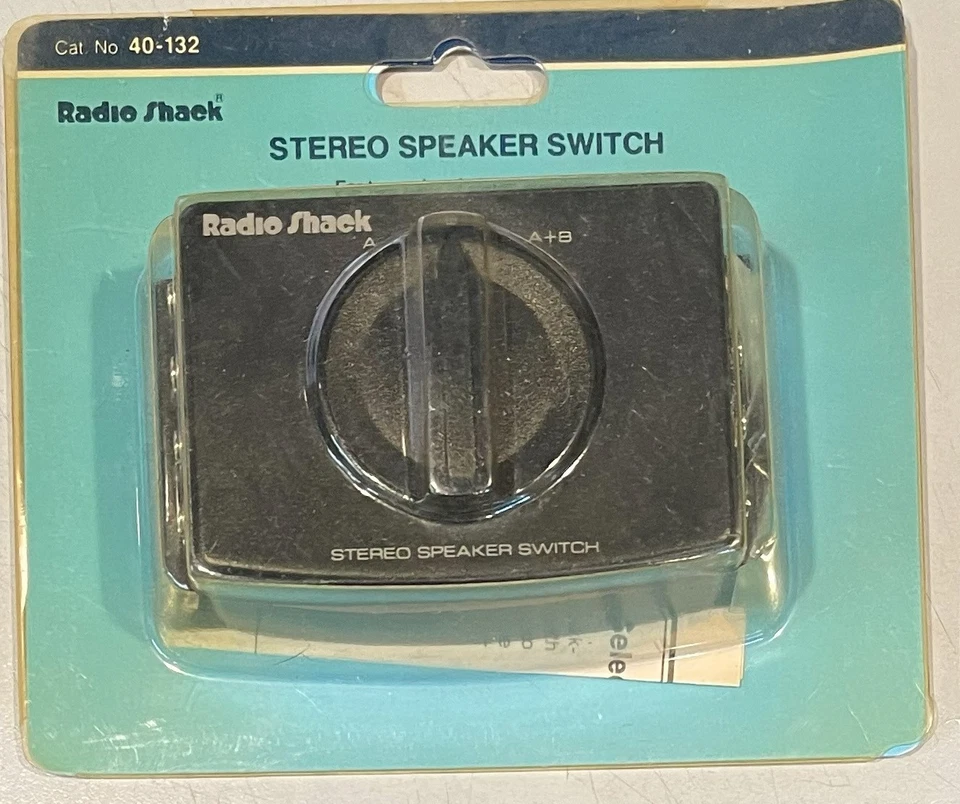 Cat. No 40-132
Radio Shack
STEREO SPEAKER SWITCH
Radio Shack
A A+B
STEREO SPEAKER SWITCH